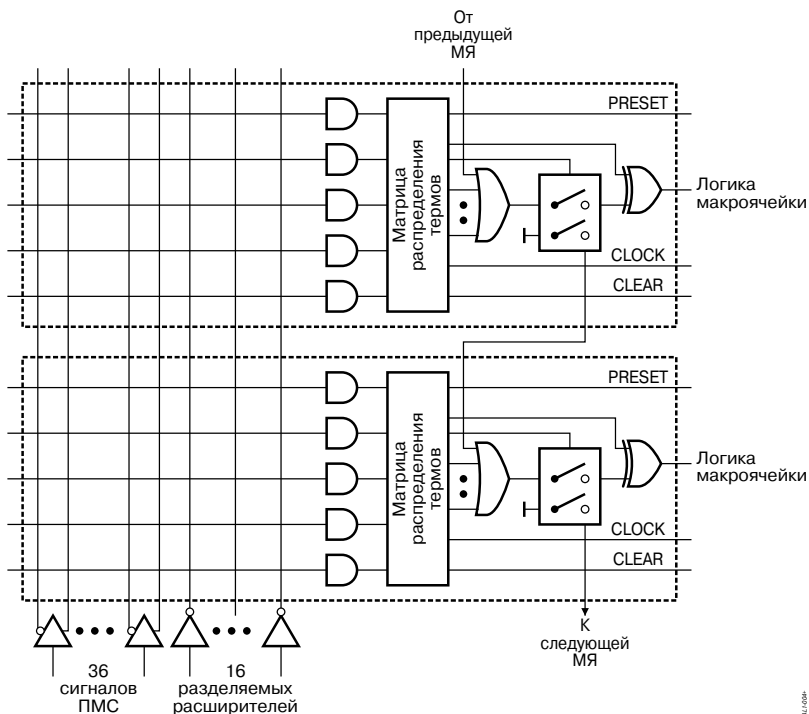 От
предыдущей
МЯ
PRESET
Матрица
распределения
термов
Логика
макроячейки
CLOCK
CLEAR
PRESET
Матрица
распределения
термов
Логика
макроячейки
CLOCK
CLEAR
К
следующей
МЯ
36
сигналов
ПМС
16
разделяемых
расширителей